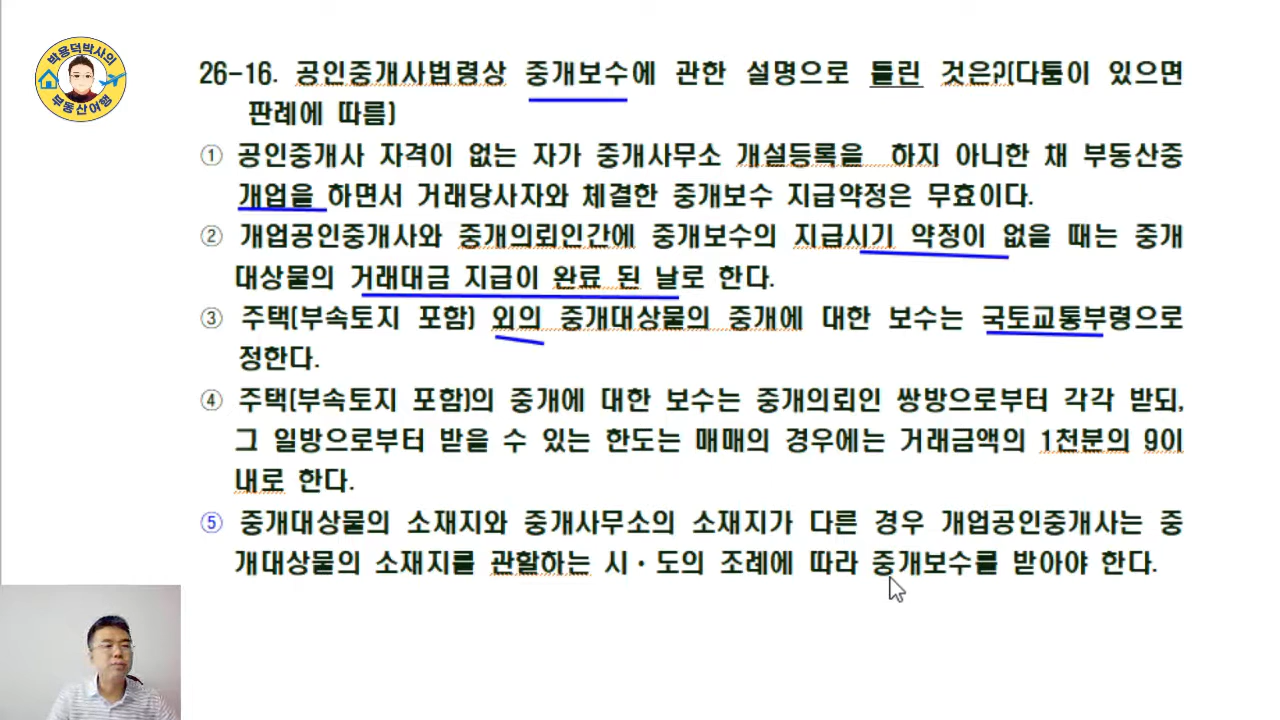 박용덕박사의
부동산여행
26-16. 공인중개사법령상 중개보수에 관한 설명으로 틀린 것은?(다툼이 있으면
판례에 따름)
① 공인중개사 자격이 없는 자가 중개사무소 개설등록을 하지 아니한 채 부동산중
개업을 하면서 거래당사자와 체결한 중개보수 지급약정은 무효이다.
② 개업공인중개사와 중개의뢰인간에 중개보수의 지급시기 약정이 없을 때는 중개
대상물의 거래대금 지급이 완료 된 날로 한다.
③ 주택(부속토지 포함) 외의 중개대상물의 중개에 대한 보수는 국토교통부령으로
정한다.
④ 주택(부속토지 포함)의 중개에 대한 보수는 중개의뢰인 쌍방으로부터 각각 받되,
그 일방으로부터 받을 수 있는 한도는 매매의 경우에는 거래금액의 1천분의 9이
내로 한다.
⑤ 중개대상물의 소재지와 중개사무소의 소재지가 다른 경우 개업공인중개사는 중
개대상물의 소재지를 관할하는 시·도의 조례에 따라 중개보수를 받아야 한다.